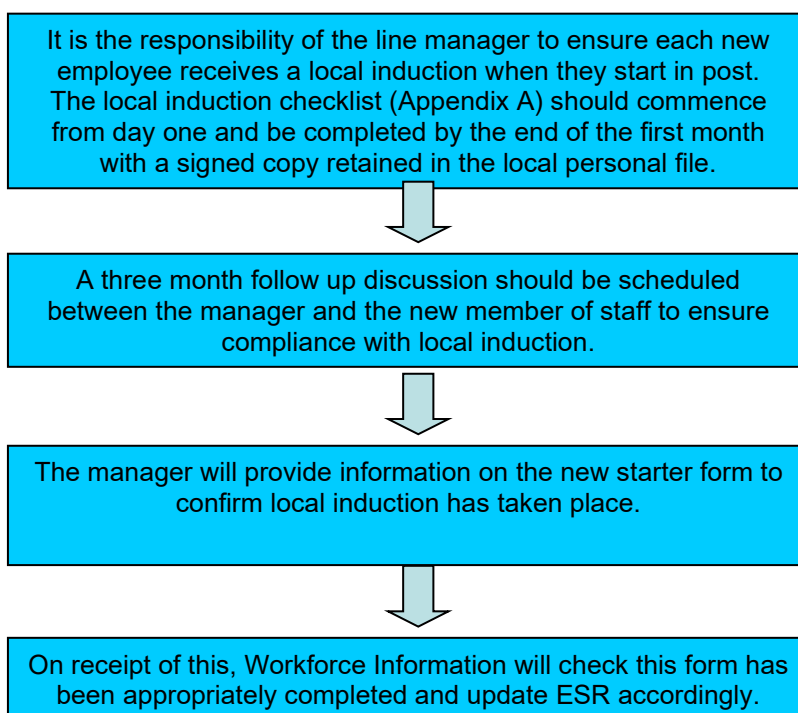 It is the responsibility of the line manager to ensure each new
employee receives a local induction when they start in post.
The local induction checklist (Appendix A) should commence
from day one and be completed by the end of the first month
with a signed copy retained in the local personal file.
A three month follow up discussion should be scheduled
between the manager and the new member of staff to ensure
compliance with local induction.
The manager will provide information on the new starter form to
confirm local induction has taken place.
On receipt of this, Workforce Information will check this form has
been appropriately completed and update ESR accordingly.